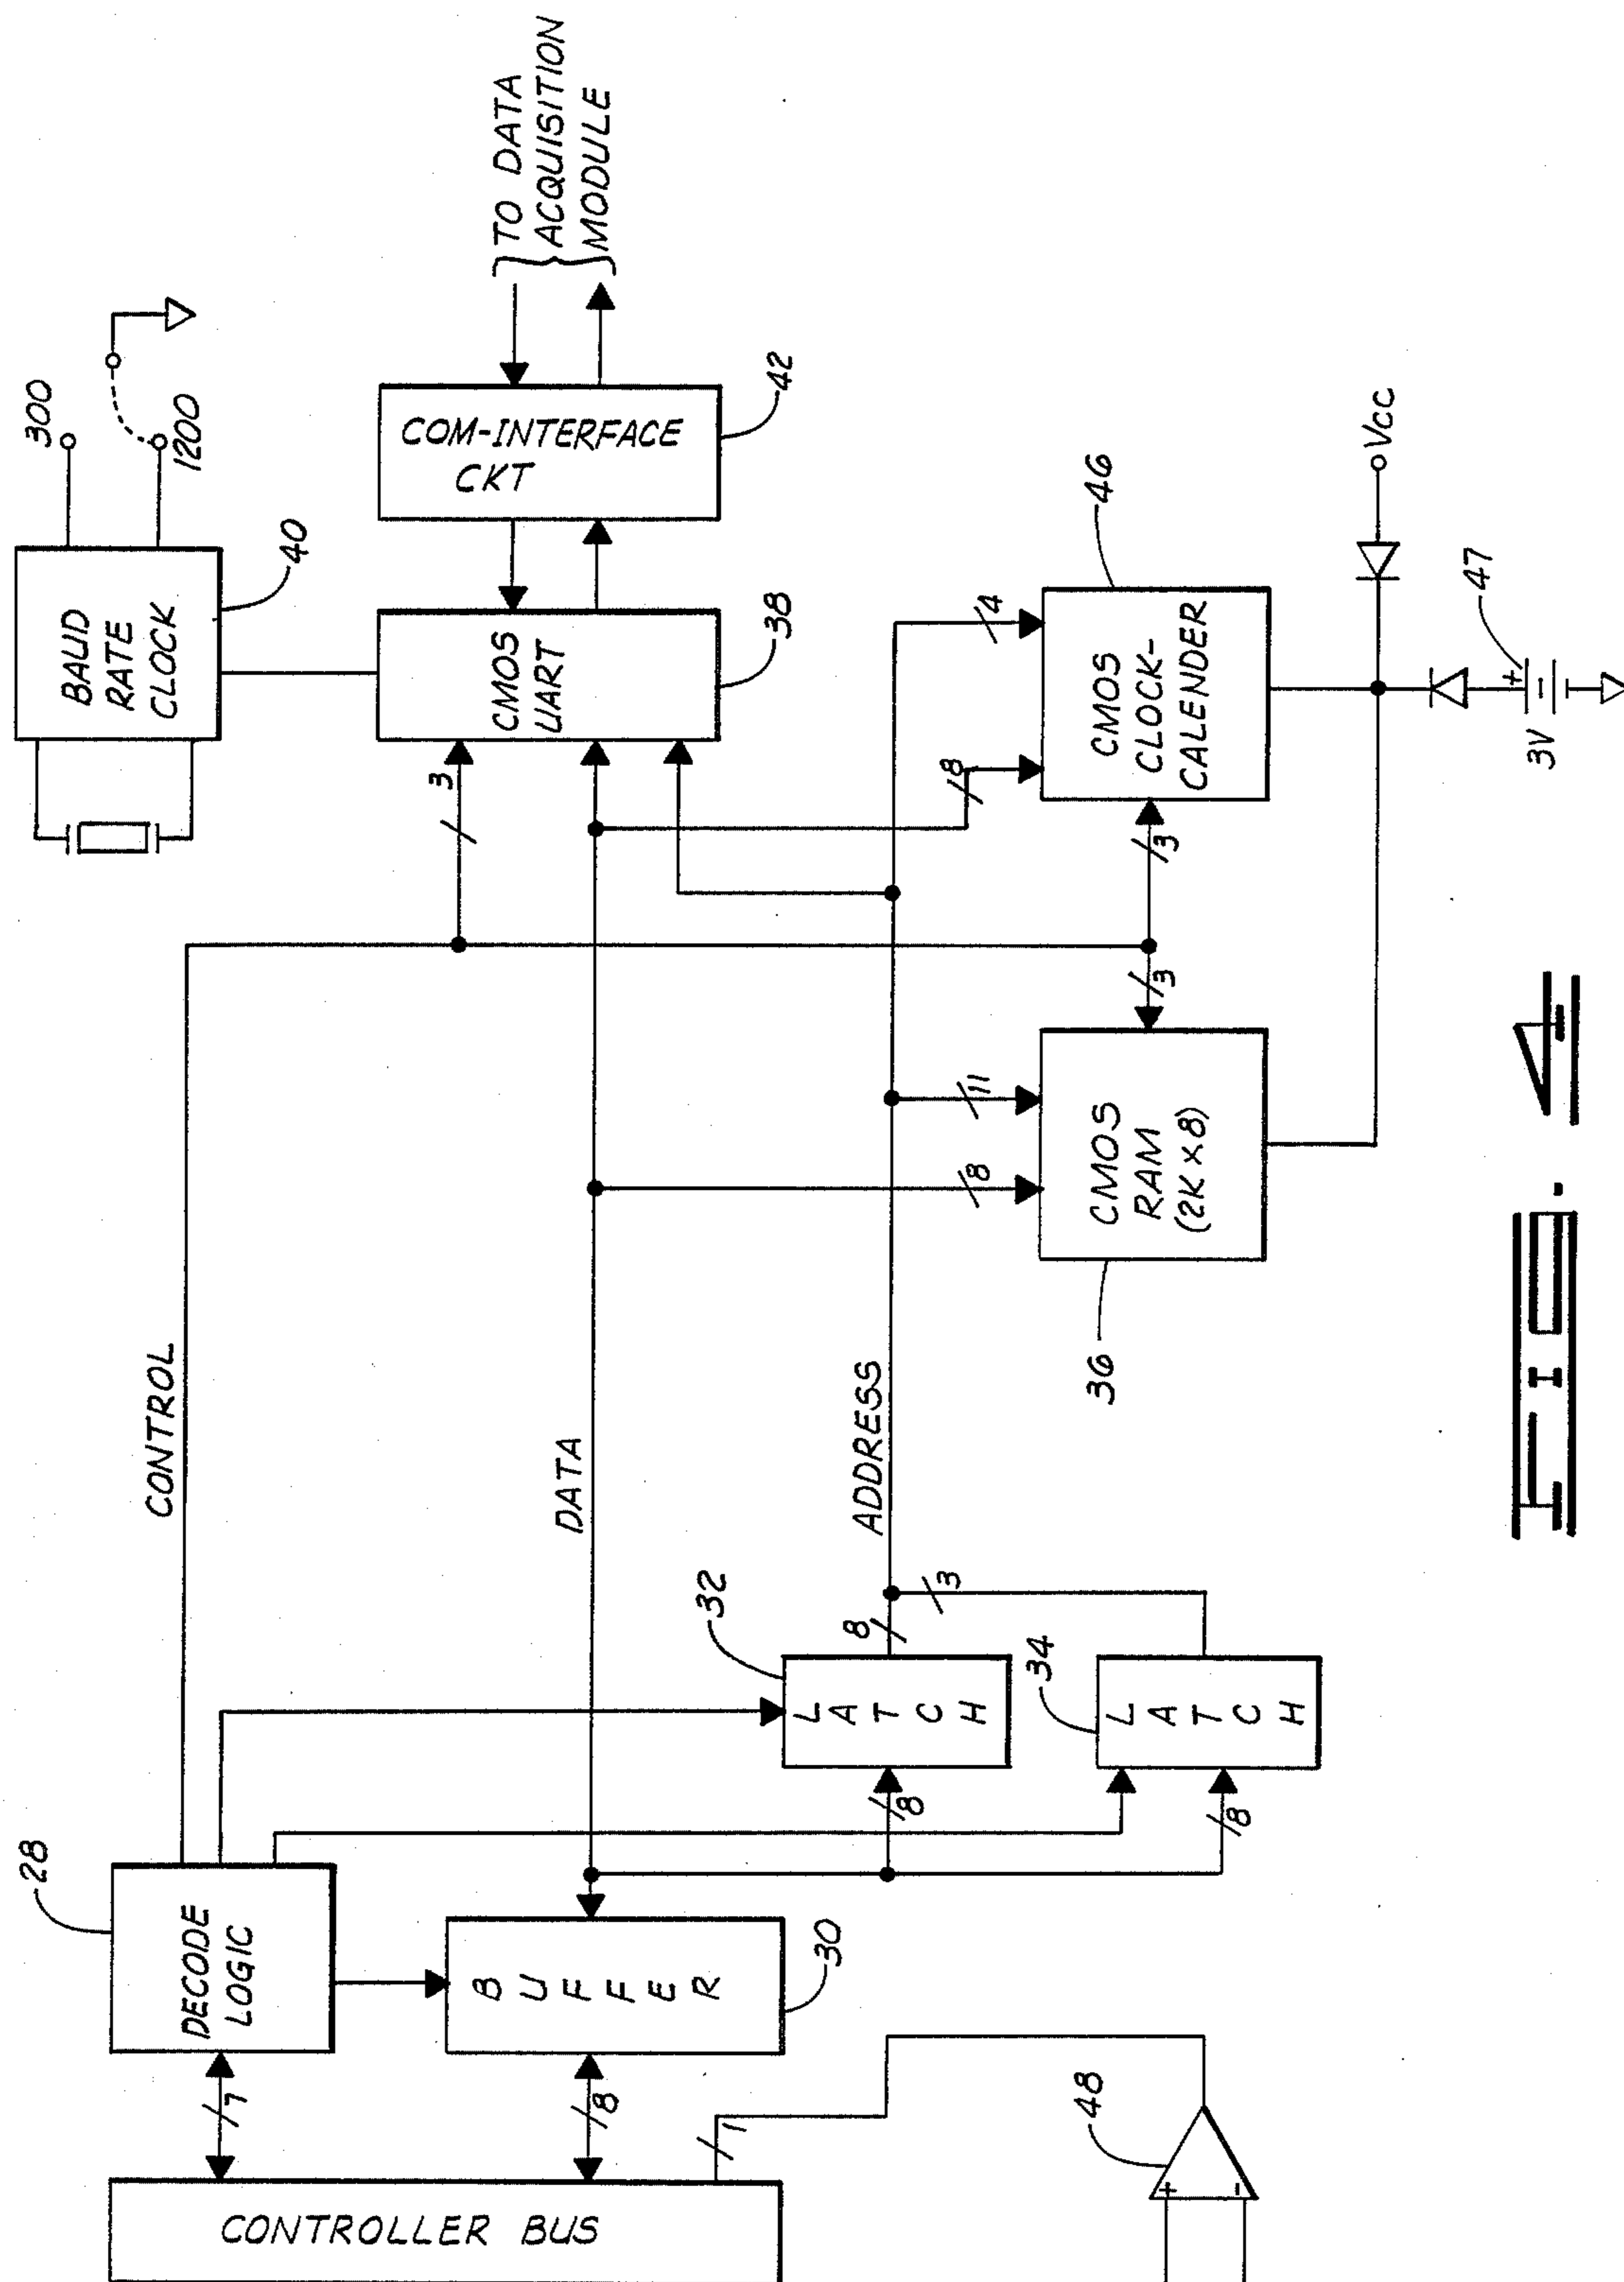 CONTROLLER BUS
7
8
1
48
+
-
DECODE
LOGIC
28
BUFFER
30
8
8
LATCH
32
8
LATCH
34
3
CONTROL
DATA
ADDRESS
CMOS
RAM
(2K x 8)
36
8
11
3
3
CMOS
CLOCK-
CALENDER
46
8
4
3
CMOS
UART
38
BAUD
RATE
CLOCK
40
300
1200
COM-INTERFACE
CKT
42
TO DATA
ACQUISITION
MODULE
Vcc
3V
+
47
FIG. 4